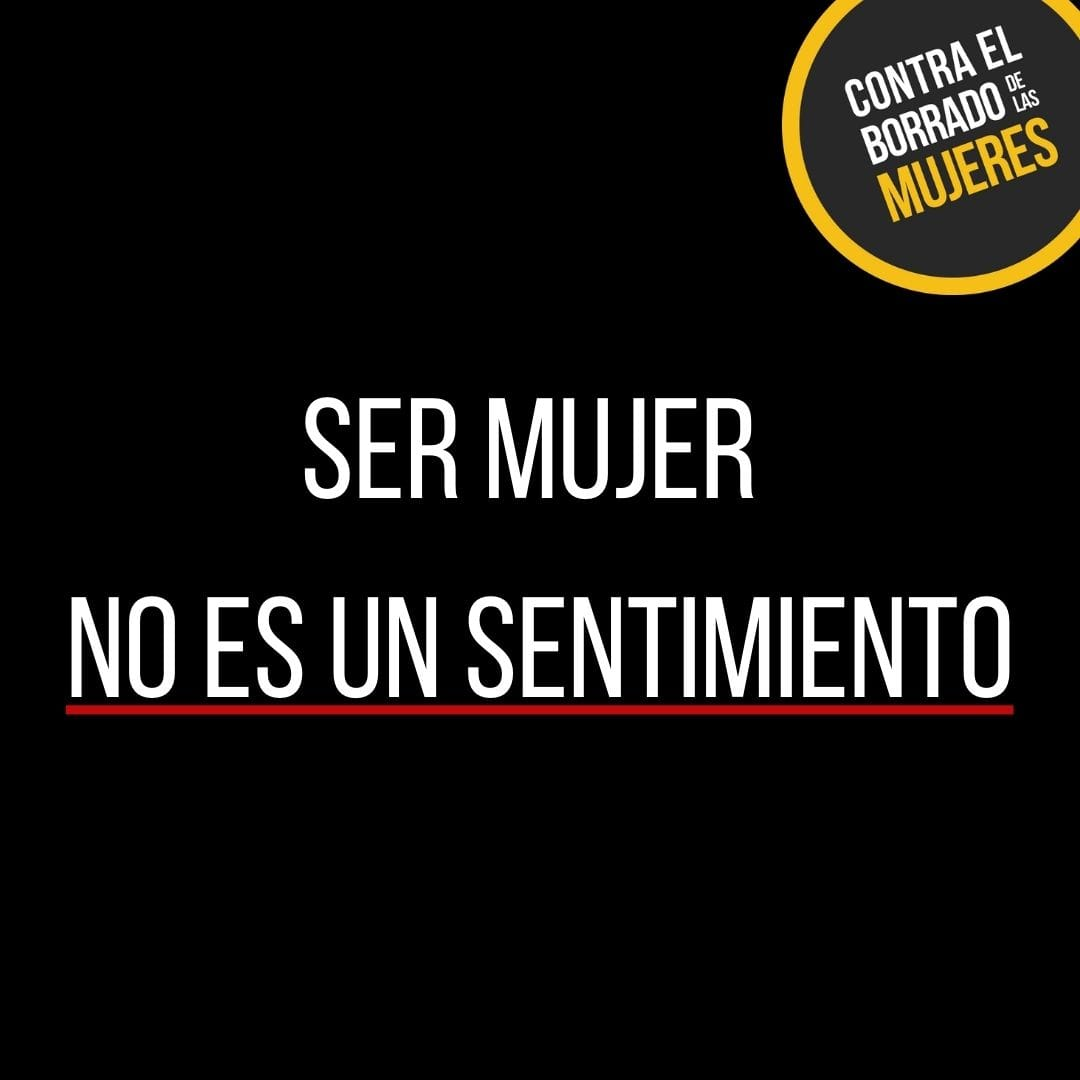 CONTRA EL
BORRADO DE LAS
MUJERES
SER MUJER
NO ES UN SENTIMIENTO